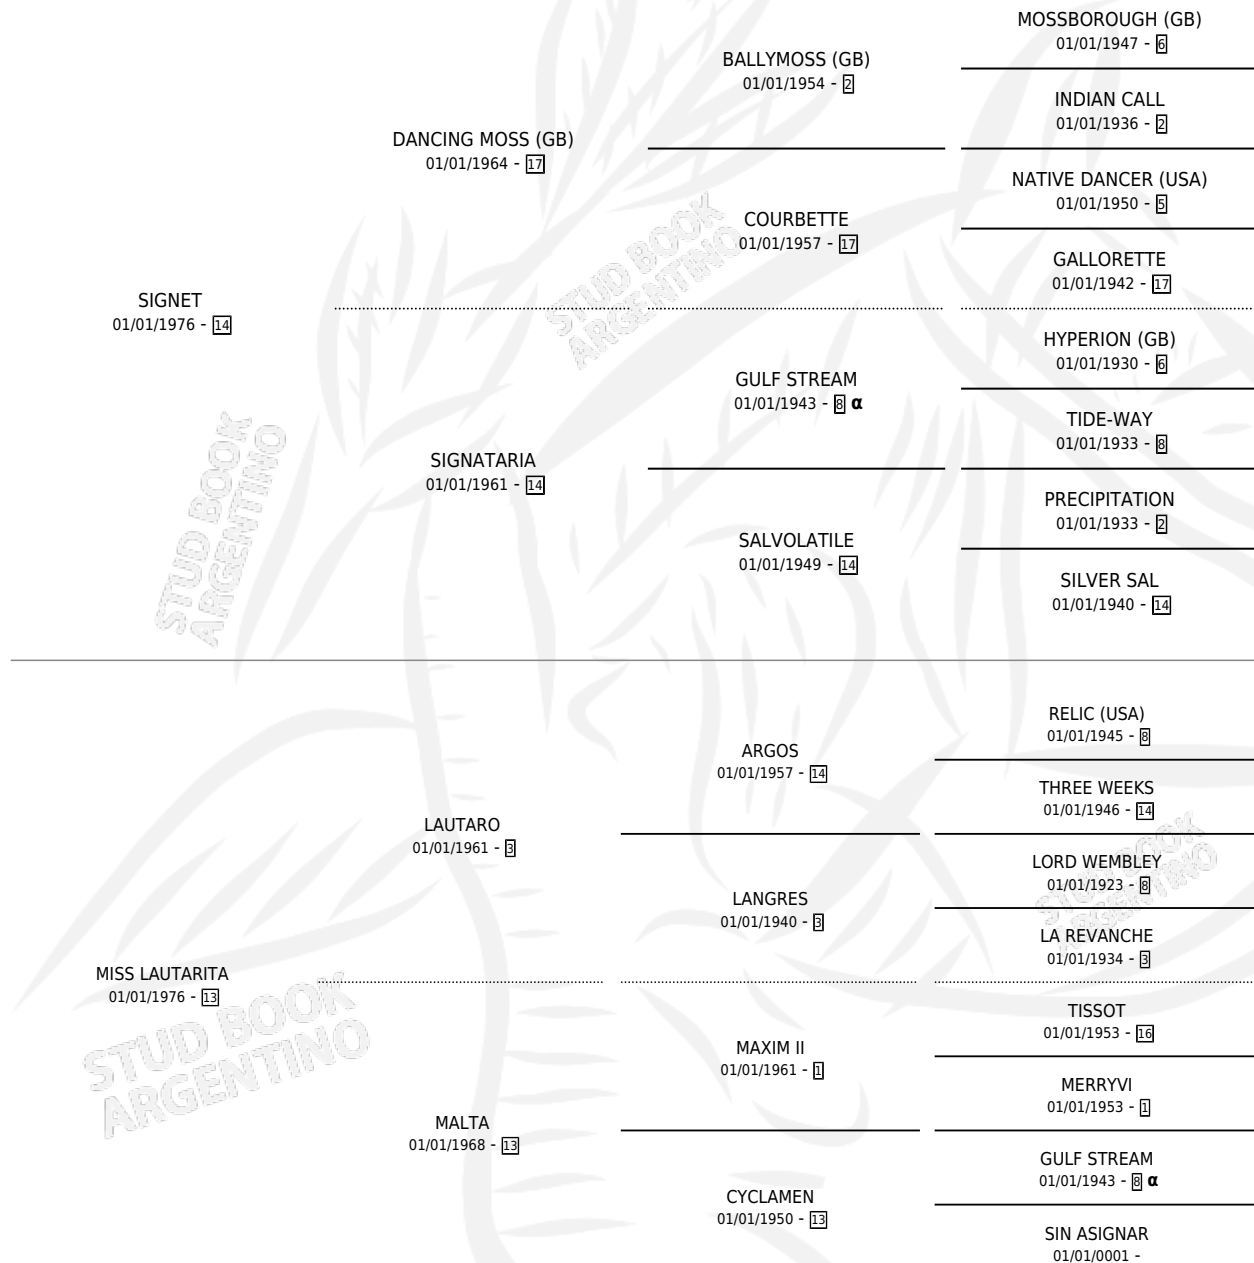 MOSSBOROUGH (GB)
01/01/1947 - 6
BALLYMOSS (GB)
01/01/1954 - 2
INDIAN CALL
01/01/1936 - 2
DANCING MOSS (GB)
01/01/1964 - 17
NATIVE DANCER (USA)
01/01/1950 - 5
COURBETTE
01/01/1957 - 17
GALLORETTE
01/01/1942 - 17
SIGNET
01/01/1976 - 14
HYPERION (GB)
01/01/1930 - 6
GULF STREAM
01/01/1943 - 8 α
TIDE-WAY
01/01/1933 - 8
SIGNATARIA
01/01/1961 - 14
PRECIPITATION
01/01/1933 - 2
SALVOLATILE
01/01/1949 - 14
SILVER SAL
01/01/1940 - 14
RELIC (USA)
01/01/1945 - 8
ARGOS
01/01/1957 - 14
THREE WEEKS
01/01/1946 - 14
LAUTARO
01/01/1961 - 3
LORD WEMBLEY
01/01/1923 - 8
LANGRES
01/01/1940 - 3
LA REVANCHE
01/01/1934 - 3
MISS LAUTARITA
01/01/1976 - 13
TISSOT
01/01/1953 - 16
MAXIM II
01/01/1961 - 1
MERRYVI
01/01/1953 - 1
MALTA
01/01/1968 - 13
GULF STREAM
01/01/1943 - 8 α
CYCLAMEN
01/01/1950 - 13
SIN ASIGNAR
01/01/0001 -
STUD BOOK
ARGENTINO
STUD BOOK
ARGENTINO
STUD BOOK
ARGENTINO
STUD BOOK
ARGENTINO